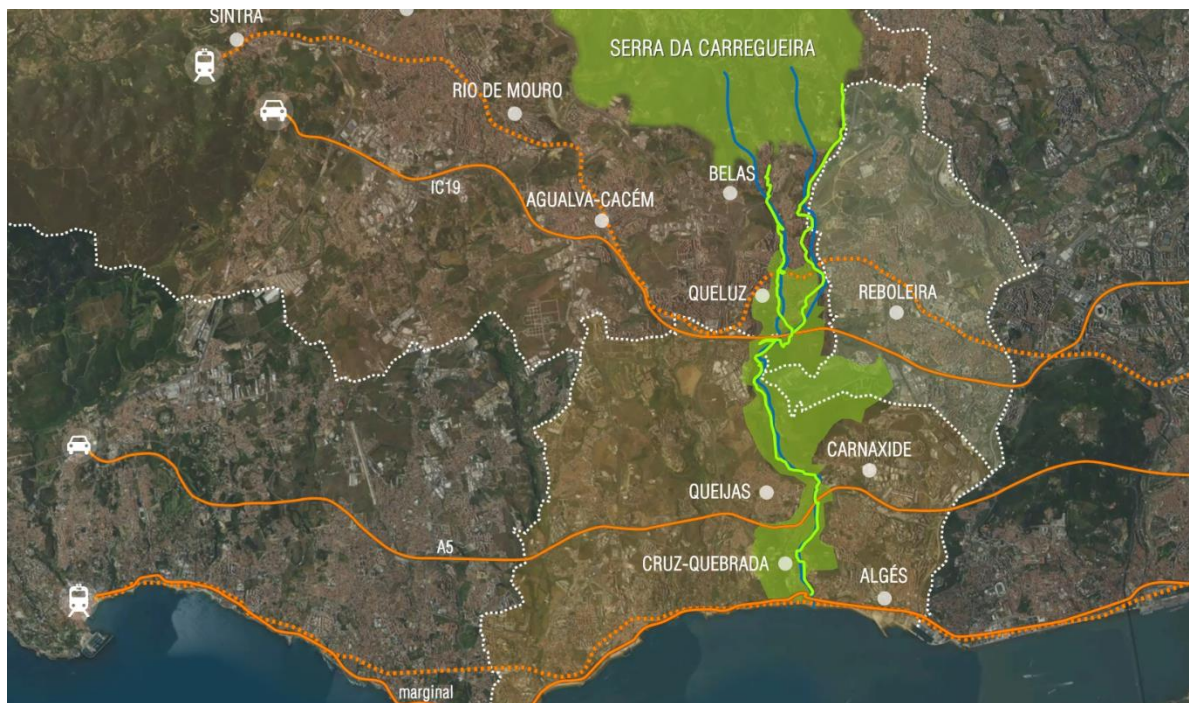 SINTRA
SERRA DA CARREGUEIRA
RIO DE MOURO
BELAS
IC19
AGUALVA-CACÉM
QUELUZ
REBOLEIRA
CARNAXIDE
QUEIJAS
A5
CRUZ-QUEBRADA
ALGÉS
marginal